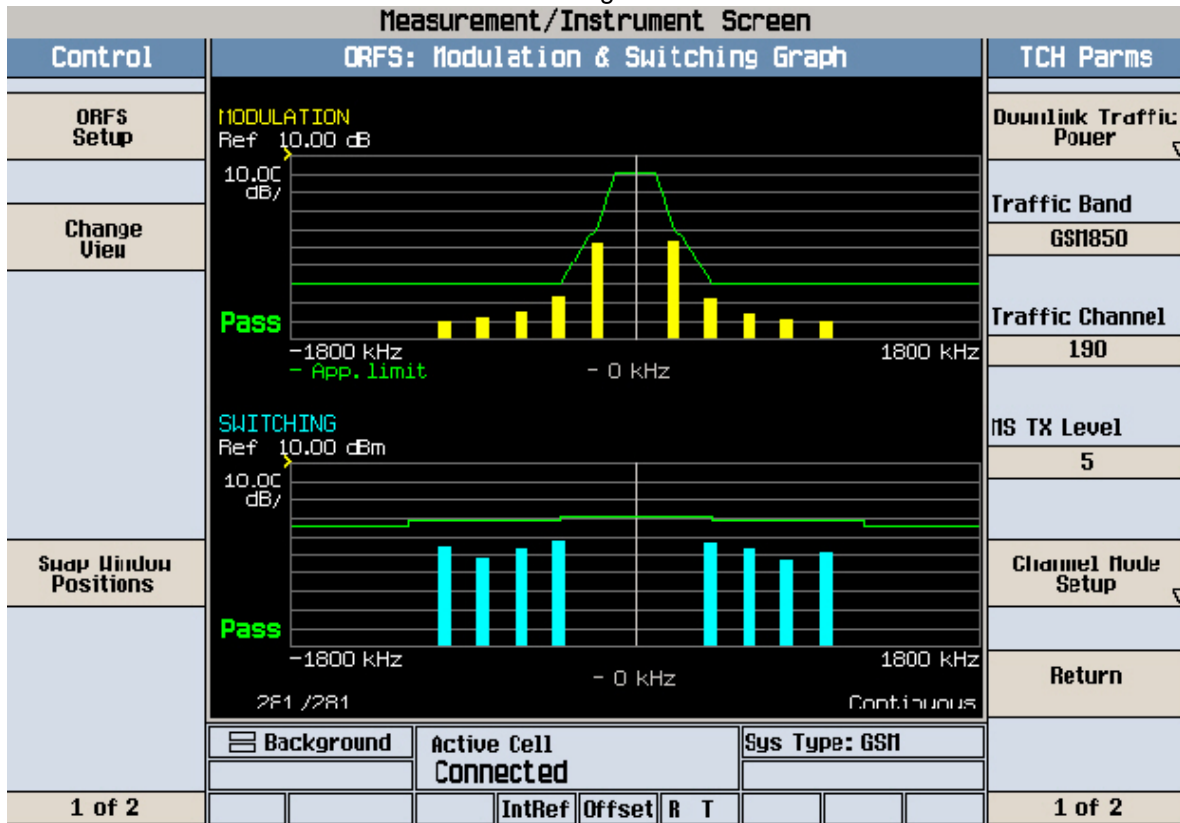 Measurement/Instrument Screen
Control
ORFS: Modulation & Switching Graph
TCH Parms
ORFS
Setup
Change
View
Swap Window
Positions
1 of 2
MODULATION
Ref 10.00 dB
10.00
dB/
Pass
-1800 kHz
1800 kHz
- App.limit
- 0 kHz
SWITCHING
Ref 10.00 dBm
10.00
dB/
Pass
-1800 kHz
1800 kHz
- 0 kHz
281 /281
Continuous
Background
Active Cell
Connected
Sys Type: GSM
IntRef
Offset
R T
Downlink Traffic
Power
Traffic Band
GSM850
Traffic Channel
190
MS TX Level
5
Channel Mode
Setup
Return
1 of 2